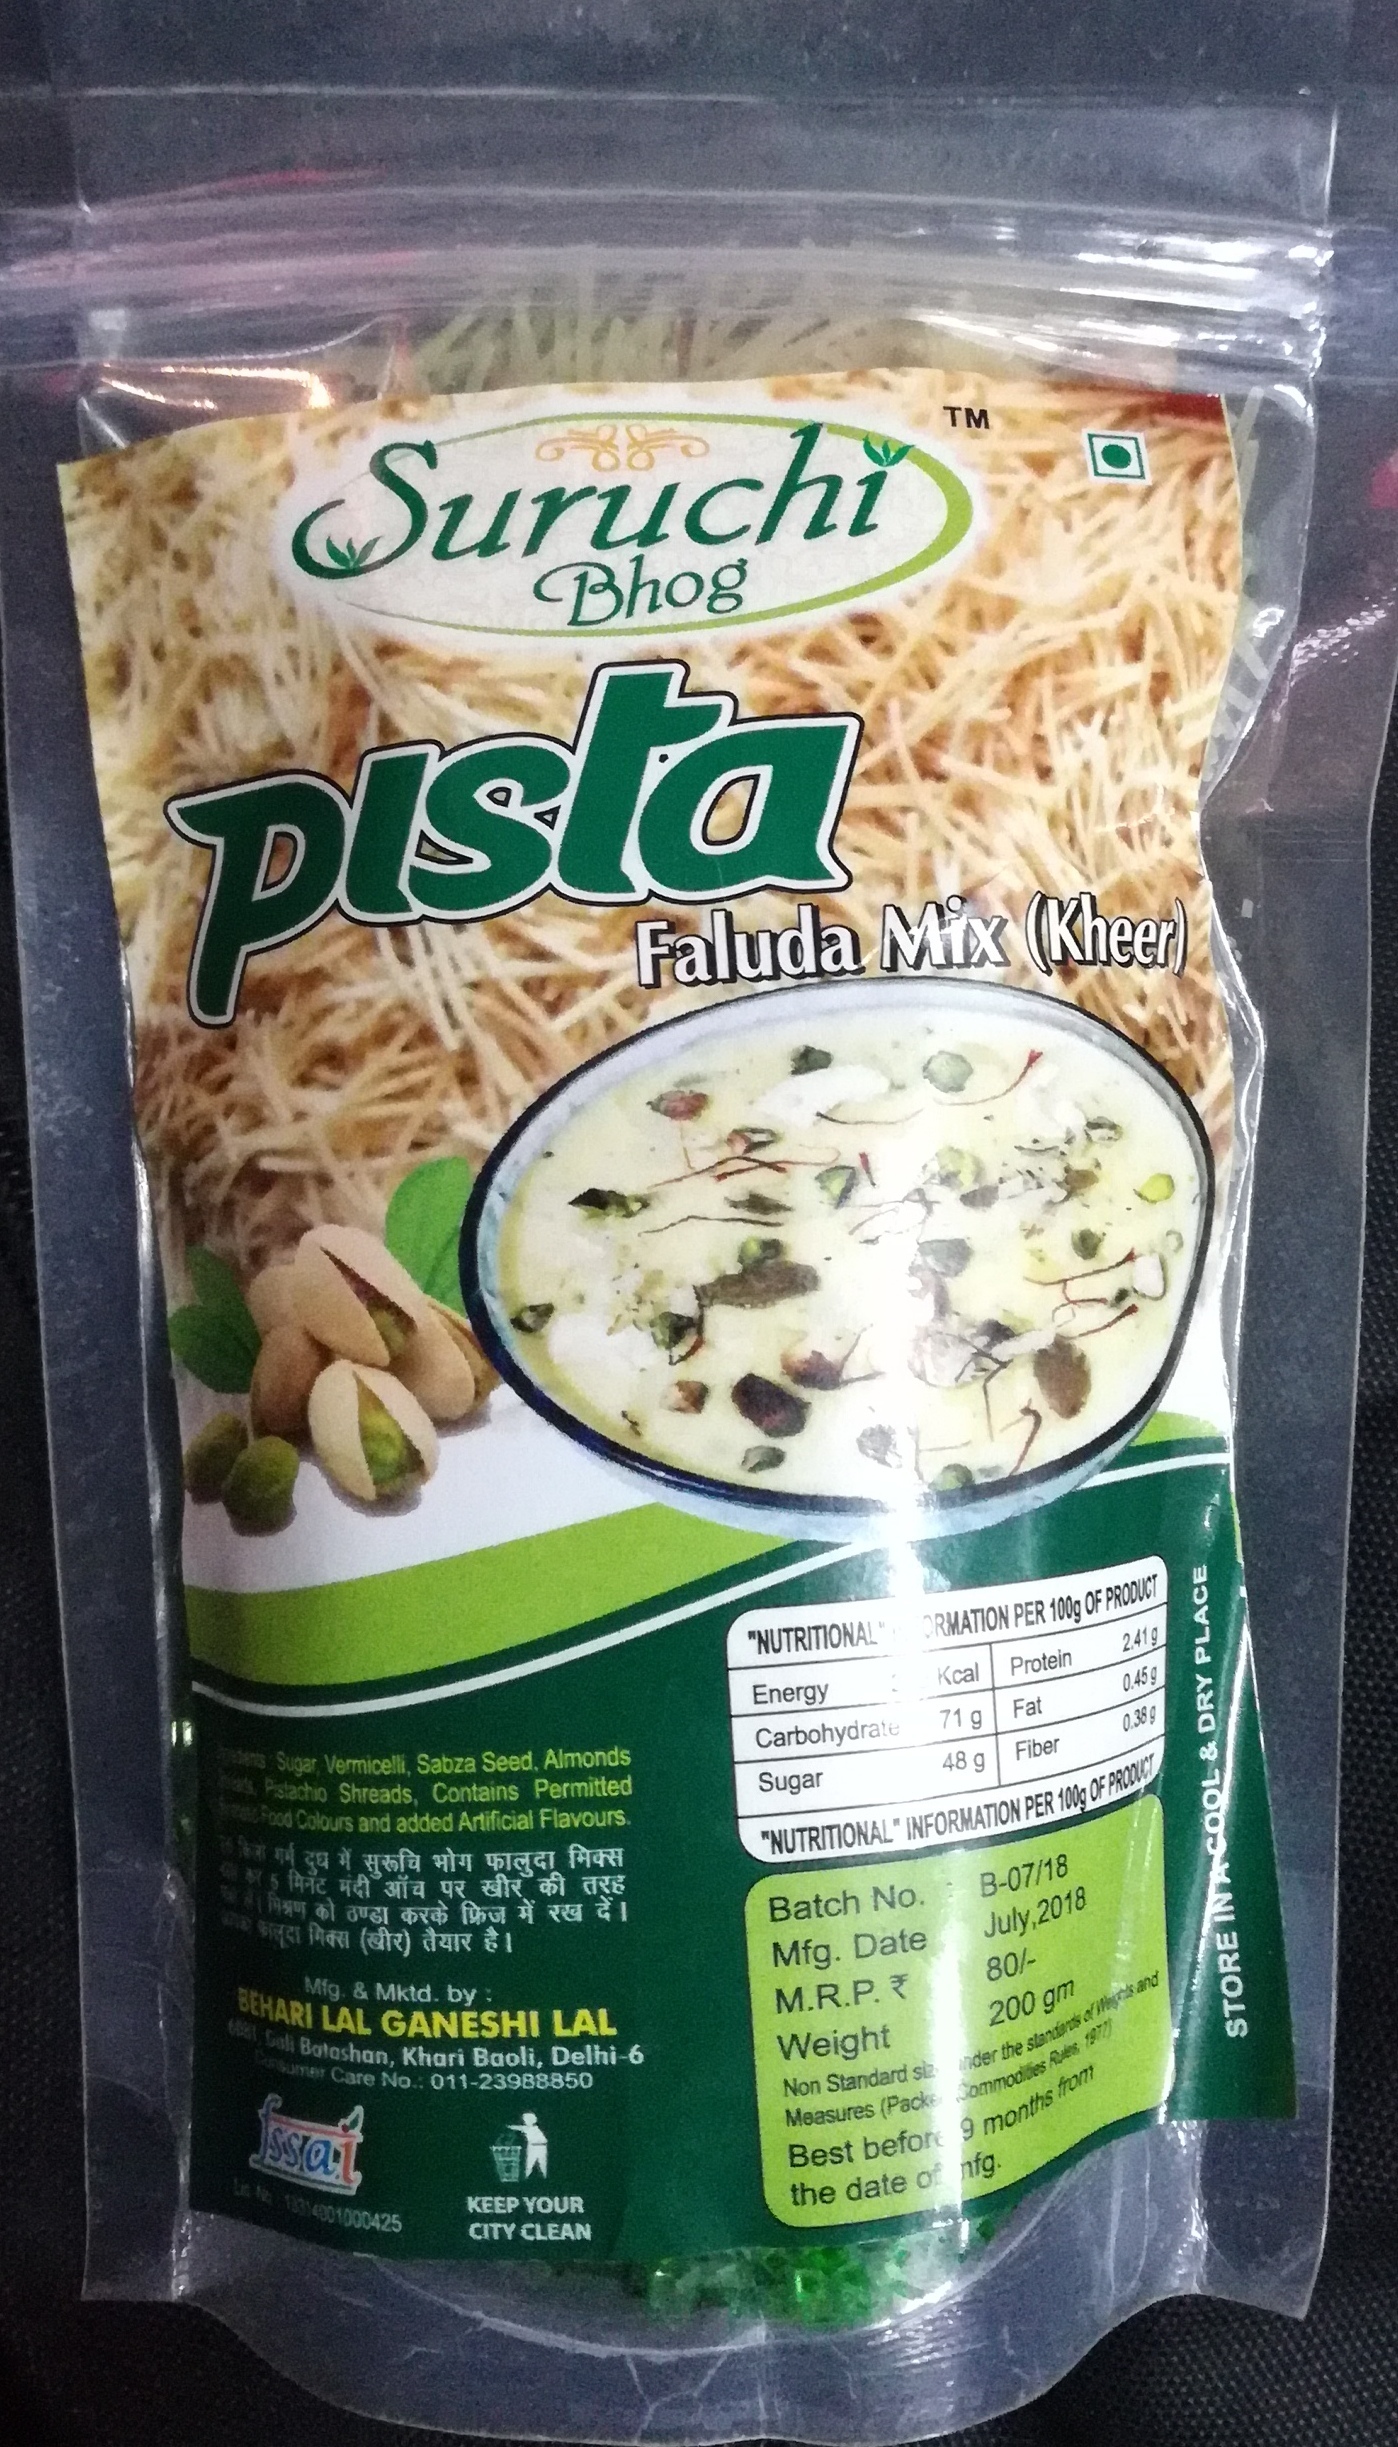 Suruchi
TM
Bhog
pısta
Faluda Mix (Kheer)
"NUTRITIONAL" ORMATION PER 100g OF PRODUCT
Energy Kcal Protein 2.41 g
Carbohydrate 71 g Fat 0.45 g
Sugar 48 g Fiber 0.38 g
"NUTRITIONAL" INFORMATION PER 100g OF PRODUCT
STORE IN A COOL & DRY PLACE
Sugar, Vermicelli, Sabza Seed, Almonds
Pistachio Shreads, Contains Permitted
Food Colours and added Artificial Flavours.
गर्म दुध में सुरूचि भोग फालुदा मिक्स
कर 5 मिनट मंदी आँच पर खीर की तरह
मिश्रण को ठण्डा करके फ्रिज में रख दें।
फालूदा मिक्स (खीर) तैयार है।
Mfg. & Mktd. by :
BEHARI LAL GANESHI LAL
Gali Batashan, Khari Baoli, Delhi-6
Consumer Care No.: 011-23988850
fssai
KEEP YOUR
CITY CLEAN
Batch No. : B-07/18
Mfg. Date July,2018
M.R.P. ₹ 80/-
Weight 200 gm
Non Standard size under the standards of Weights and
Measures (Packe Commodities Rules, 1977)
Best before 9 months from
the date of mfg.